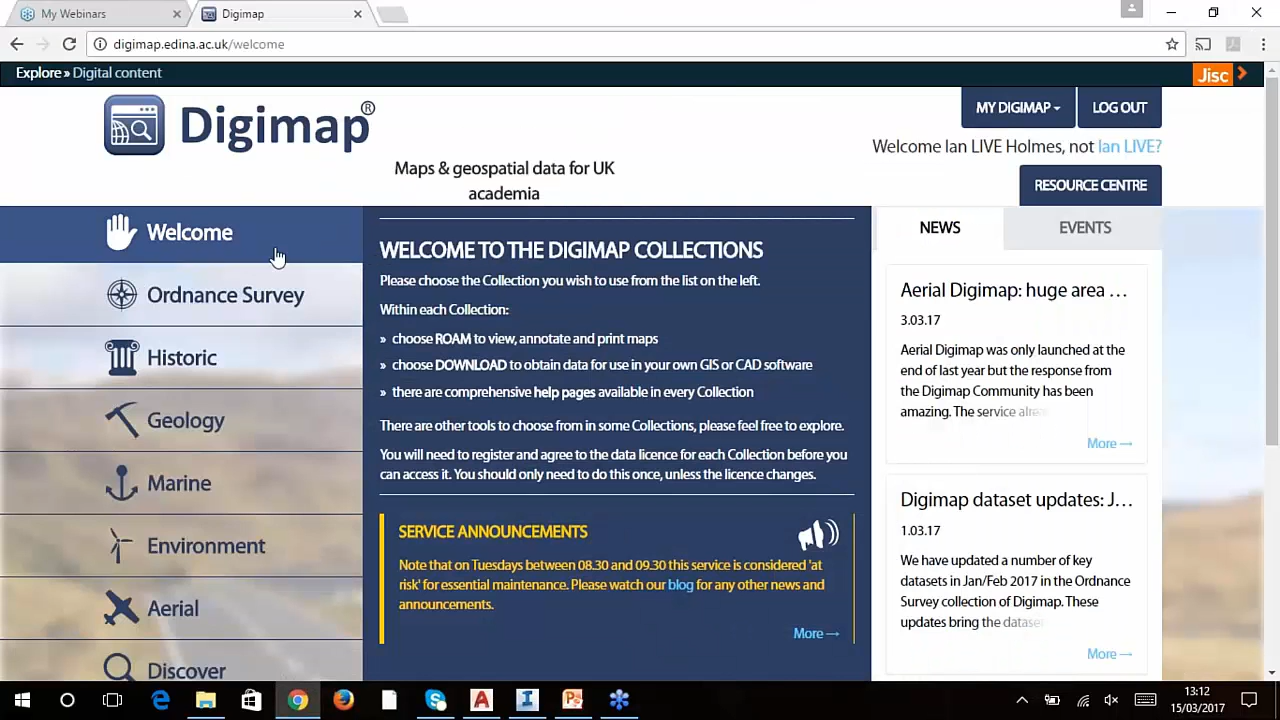 My Webinars
Digimap
digimap.edina.ac.uk/welcome
Explore » Digital content
Jisc
Digimap®
Maps & geospatial data for UK
academia
MY DIGIMAP
LOG OUT
Welcome Ian LIVE Holmes, not Ian LIVE?
RESOURCE CENTRE
Welcome
Ordnance Survey
Historic
Geology
Marine
Environment
Aerial
Discover
WELCOME TO THE DIGIMAP COLLECTIONS
Please choose the Collection you wish to use from the list on the left.
Within each Collection:
» choose ROAM to view, annotate and print maps
» choose DOWNLOAD to obtain data for use in your own GIS or CAD software
» there are comprehensive help pages available in every Collection
There are other tools to choose from in some Collections, please feel free to explore.
You will need to register and agree to the data licence for each Collection before you
can access it. You should only need to do this once, unless the licence changes.
SERVICE ANNOUNCEMENTS
Note that on Tuesdays between 08.30 and 09.30 this service is considered 'at
risk' for essential maintenance. Please watch our blog for any other news and
announcements.
More →
NEWS
EVENTS
Aerial Digimap: huge area ...
3.03.17
Aerial Digimap was only launched at the
end of last year but the response from
the Digimap Community has been
amazing. The service alre
More →
Digimap dataset updates: J...
1.03.17
We have updated a number of key
datasets in Jan/Feb 2017 in the Ordnance
Survey collection of Digimap. These
updates bring the datase
More →
13:12
15/03/2017